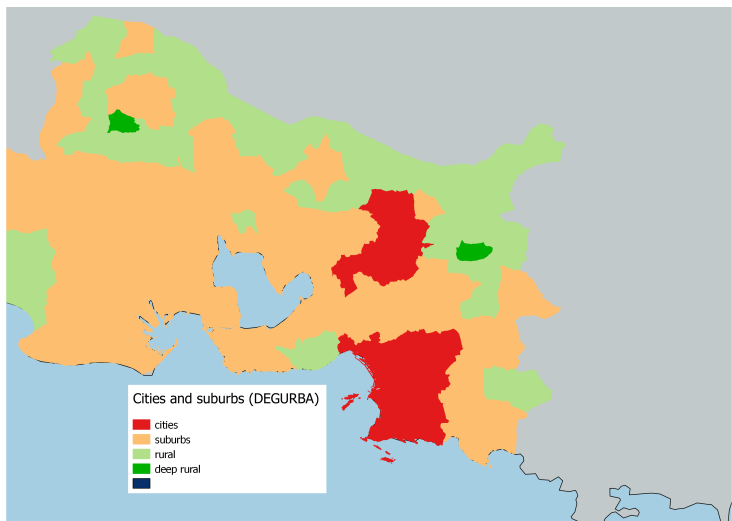 Cities and suburbs (DEGURBA)
cities
suburbs
rural
deep rural